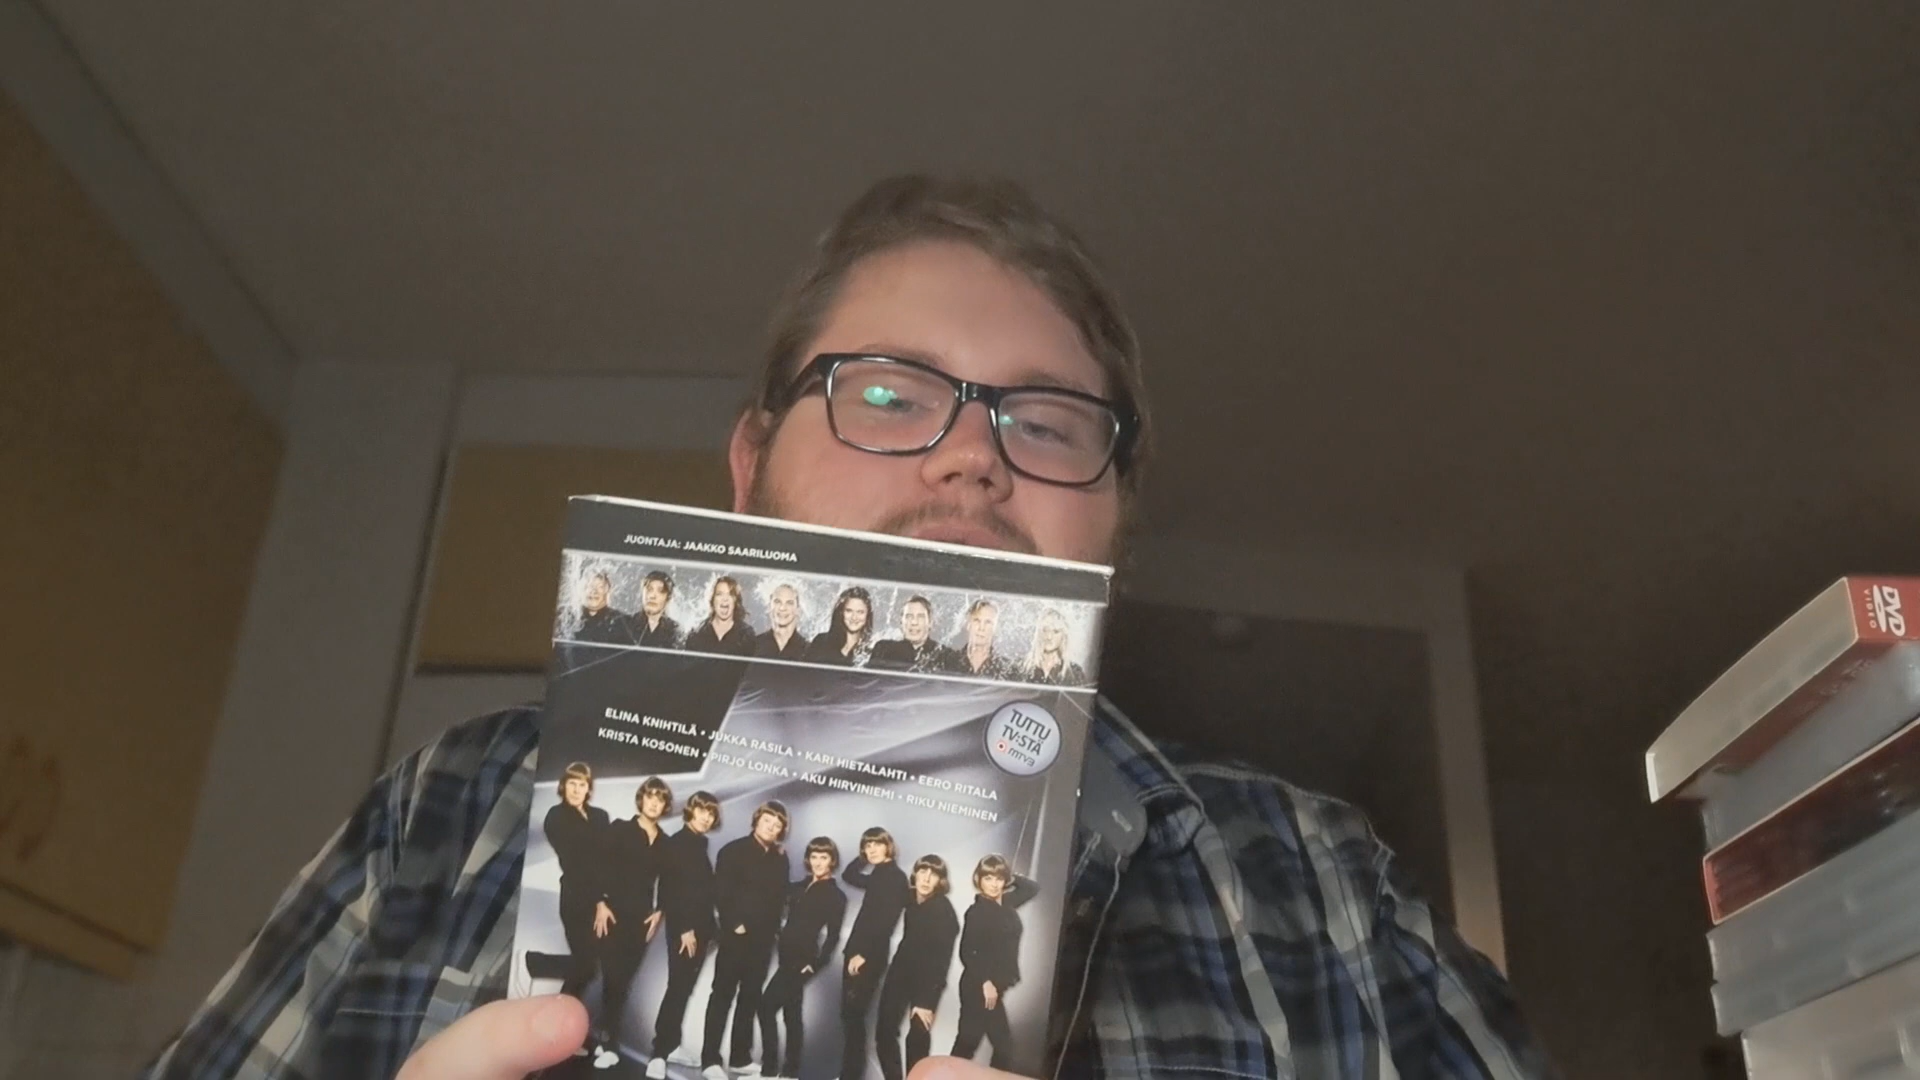 JUONTAJA: JAAKKO SAARILUOMA
ELINA KNIHTILÄ • JUKKA RASILA • KARI HIETALAHTI • EERO RITALA
KRISTA KOSONEN • PIRJO LONKA • AKU HIRVINIEMI • RIKU NIEMINEN
TUTTU
TV:STÄ
mtv3
DVD
VIDEO